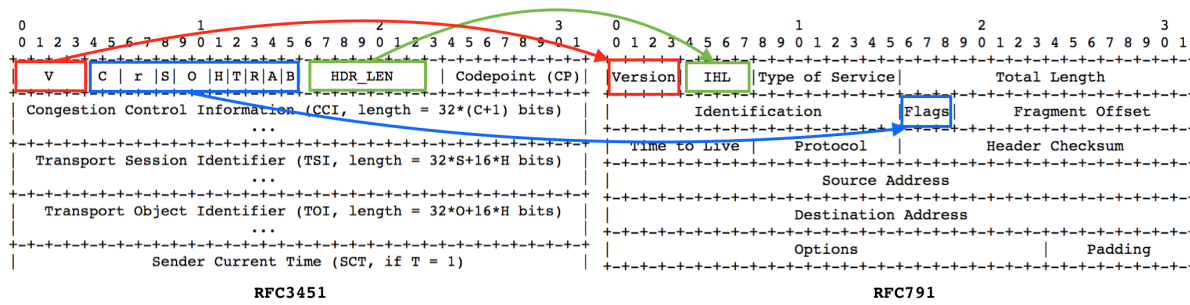 0 1 2 3
0 1 2 3 4 5 6 7 8 9 0 1 2 3 4 5 6 7 8 9 0 1 2 3 4 5 6 7 8 9 0 1
V C r S O H T R A B HDR_LEN Codepoint (CP)
Congestion Control Information (CCI, length = 32*(C+1) bits)
...
Transport Session Identifier (TSI, length = 32*S+16*H bits)
...
Transport Object Identifier (TOI, length = 32*O+16*H bits)
...
Sender Current Time (SCT, if T = 1)
RFC3451
0 1 2 3
0 1 2 3 4 5 6 7 8 9 0 1 2 3 4 5 6 7 8 9 0 1 2 3 4 5 6 7 8 9 0 1
Version IHL Type of Service Total Length
Identification Flags Fragment Offset
Time to Live Protocol Header Checksum
Source Address
Destination Address
Options Padding
RFC791